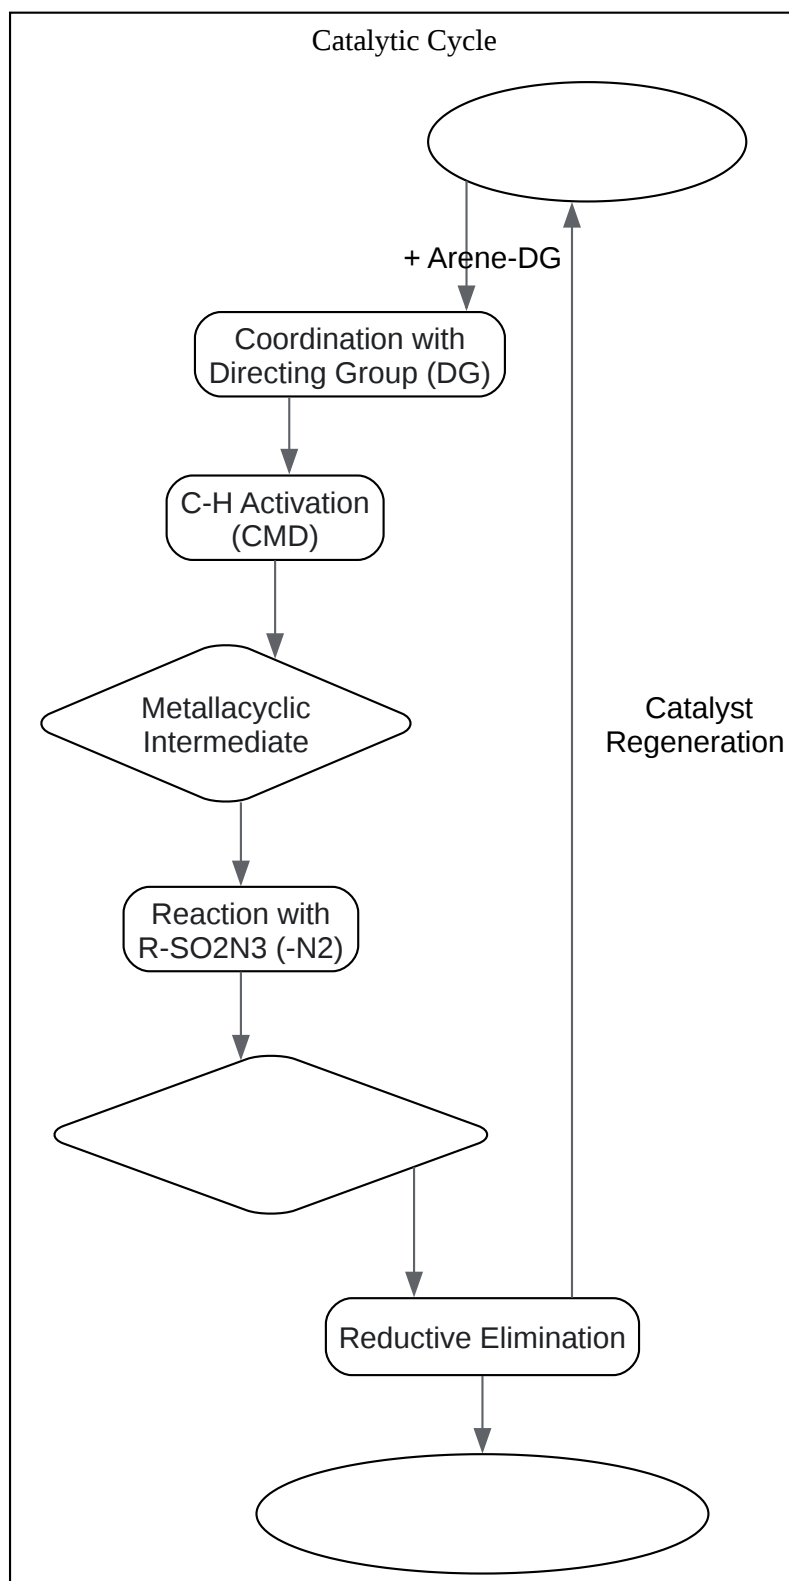 Catalytic Cycle
+ Arene-DG
Coordination with
Directing Group (DG)
C-H Activation
(CMD)
Metallacyclic
Intermediate
Catalyst
Regeneration
Reaction with
R-SO2N3 (-N2)
Reductive Elimination